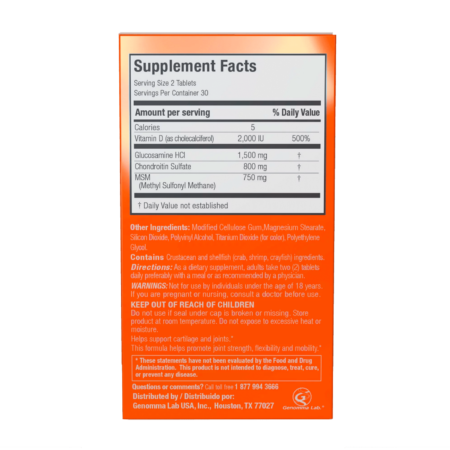 Supplement Facts
Serving Size 2 Tablets
Servings Per Container 30
Amount per serving % Daily Value
Calories 5
Vitamin D (as cholecalciferol) 2,000 IU 500%
Glucosamine HCl 1,500 mg †
Chondroitin Sulfate 800 mg †
MSM 750 mg †
(Methyl Sulfonyl Methane)
† Daily Value not established
Other Ingredients: Modified Cellulose Gum, Magnesium Stearate,
Silicon Dioxide, Polyvinyl Alcohol, Titanium Dioxide (for color), Polyethylene
Glycol.
Contains Crustacean and shellfish (crab, shrimp, crayfish) ingredients.
Directions: As a dietary supplement, adults take two (2) tablets
daily preferably with a meal or as recommended by a physician.
WARNINGS: Not for use by individuals under the age of 18 years.
If you are pregnant or nursing, consult a doctor before use.
KEEP OUT OF REACH OF CHILDREN
Do not use if seal under cap is broken or missing. Store
product at room temperature. Do not expose to excessive heat or
moisture.
Helps support cartilage and joints.*
This formula helps promote joint strength, flexibility and mobility.*
* These statements have not been evaluated by the Food and Drug
Administration. This product is not intended to diagnose, treat, cure,
or prevent any disease.
Questions or comments? Call toll free 1 877 994 3666
Distributed by / Distribuido por:
Genomma Lab USA, Inc., Houston, TX 77027
Genomma Lab.